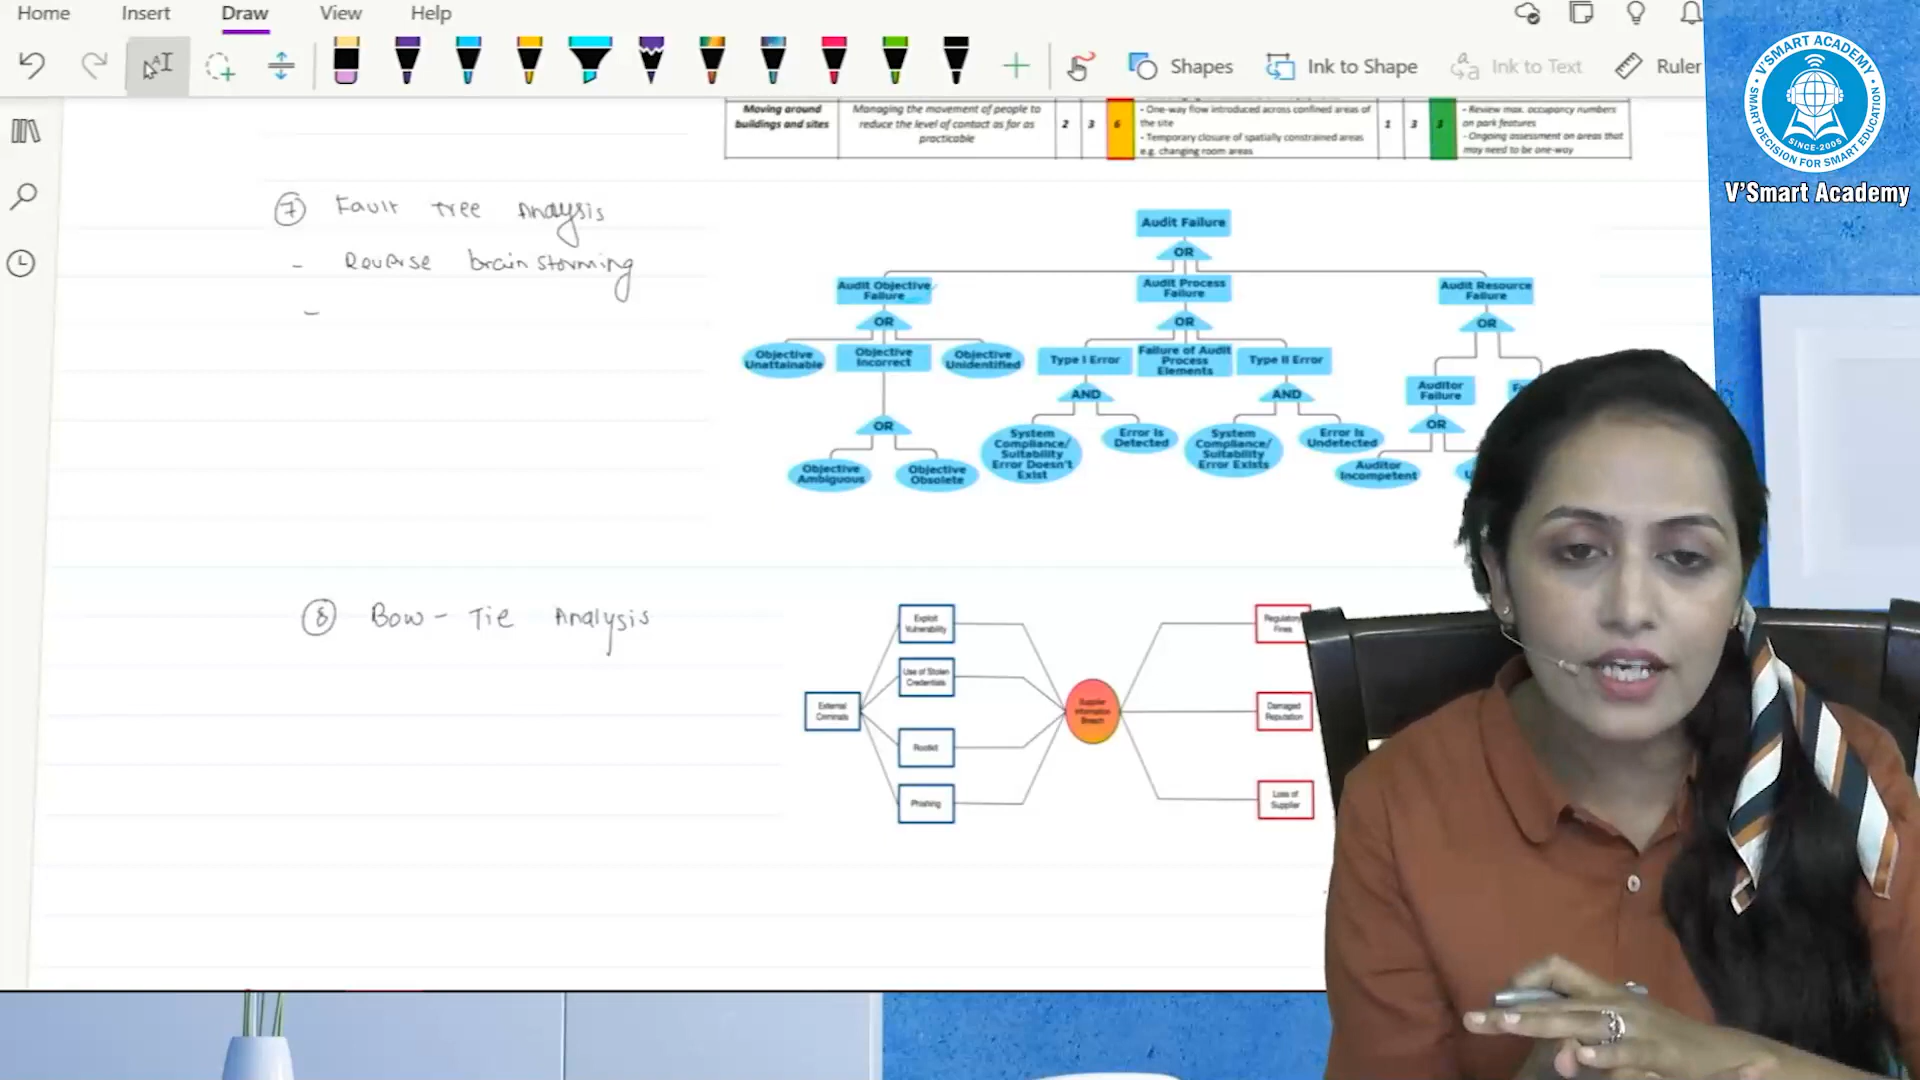 Home Insert Draw View Help
Shapes Ink to Shape Ink to Text Ruler
V'SMART ACADEMY
SINCE-2005
SMART DECISION FOR SMART EDUCATION
V'Smart Academy
Moving around
buildings and sites
Managing the movement of people to
reduce the level of contact as far as
practicable
2 3 6
- One-way flow introduced across confined areas of
the site
- Temporary closure of spatially constrained areas
e.g. changing room areas
1 3 3
- Review max. occupancy numbers
on park features
- Ongoing assessment on areas that
may need to be one-way
7 Fault Tree Analysis
- Reverse brainstorming
-
Audit Failure
OR
Audit Objective
Failure
Audit Process
Failure
Audit Resource
Failure
OR
OR
OR
Objective
Unattainable
Objective
Incorrect
Objective
Unidentified
Type I Error
Failure of Audit
Process
Elements
Type II Error
Auditor
Failure
AND
AND
OR
OR
System
Compliance/
Suitability
Error Doesn't
Exist
Error Is
Detected
System
Compliance/
Suitability
Error Exists
Error Is
Undetected
Objective
Ambiguous
Objective
Obsolete
Auditor
Incompetent
8 Bow-Tie Analysis
Exploit
Vulnerability
Use of Stolen
Credentials
External
Criminals
Rootkit
Phishing
Supplier
Information
Breach
Regulatory
Fines
Damaged
Reputation
Loss of
Supplier